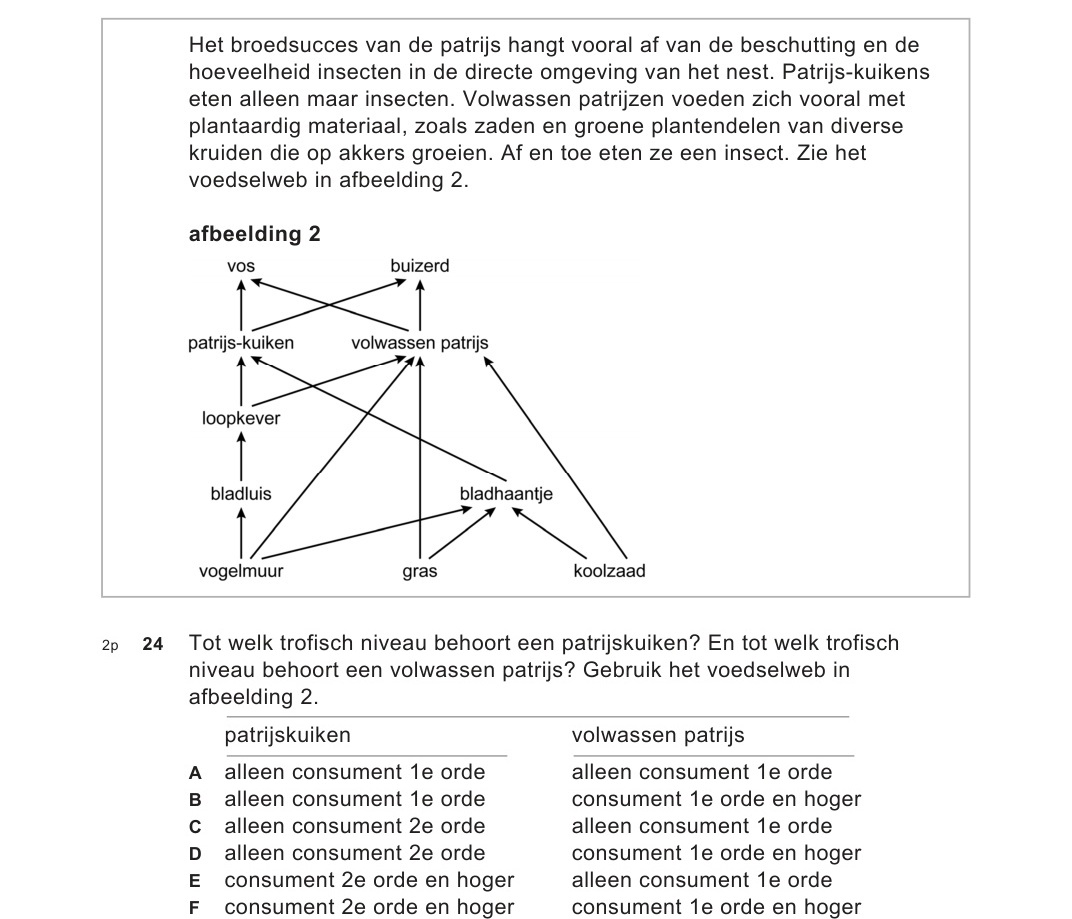 Het broedsucces van de patrijs hangt vooral af van de beschutting en de
hoeveelheid insecten in de directe omgeving van het nest. Patrijs-kuikens
eten alleen maar insecten. Volwassen patrijzen voeden zich vooral met
plantaardig materiaal, zoals zaden en groene plantendelen van diverse
kruiden die op akkers groeien. Af en toe eten ze een insect. Zie het
voedselweb in afbeelding 2.
afbeelding 2
vos buizerd
patrijs-kuiken volwassen patrijs
loopkever
bladluis bladhaantje
vogelmuur gras koolzaad
2p 24 Tot welk trofisch niveau behoort een patrijskuiken? En tot welk trofisch
niveau behoort een volwassen patrijs? Gebruik het voedselweb in
afbeelding 2.
patrijskuiken volwassen patrijs
A alleen consument 1e orde alleen consument 1e orde
B alleen consument 1e orde consument 1e orde en hoger
C alleen consument 2e orde alleen consument 1e orde
D alleen consument 2e orde consument 1e orde en hoger
E consument 2e orde en hoger alleen consument 1e orde
F consument 2e orde en hoger consument 1e orde en hoger